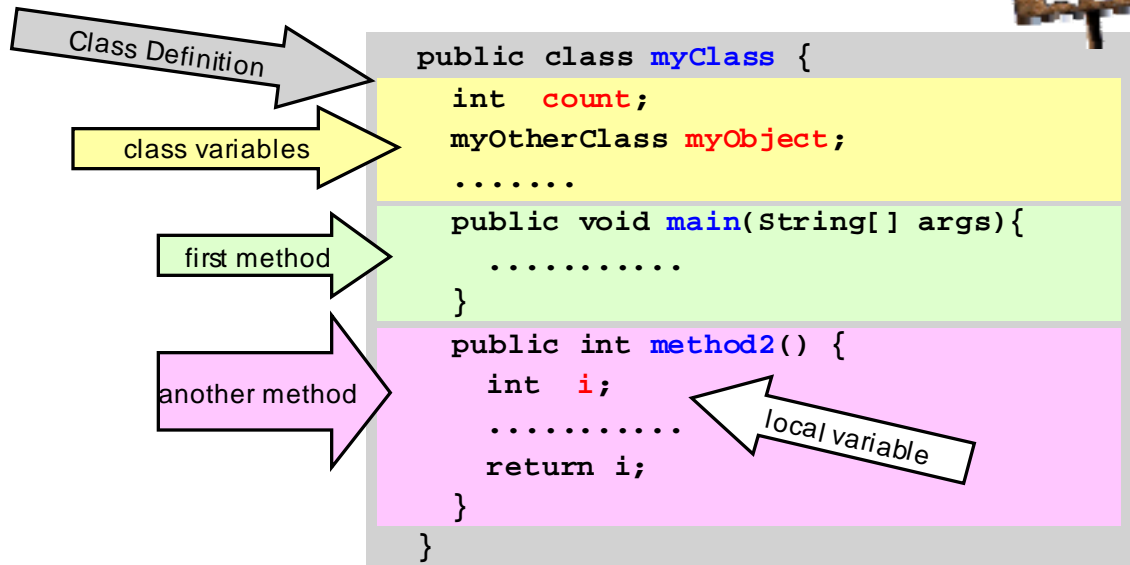 Class Definition
public class myClass {
int count;
class variables
myOtherClass myObject;
.......
public void main(String[] args){
first method
...........
}
public int method2() {
another method
int i;
local variable
...........
return i;
}
}